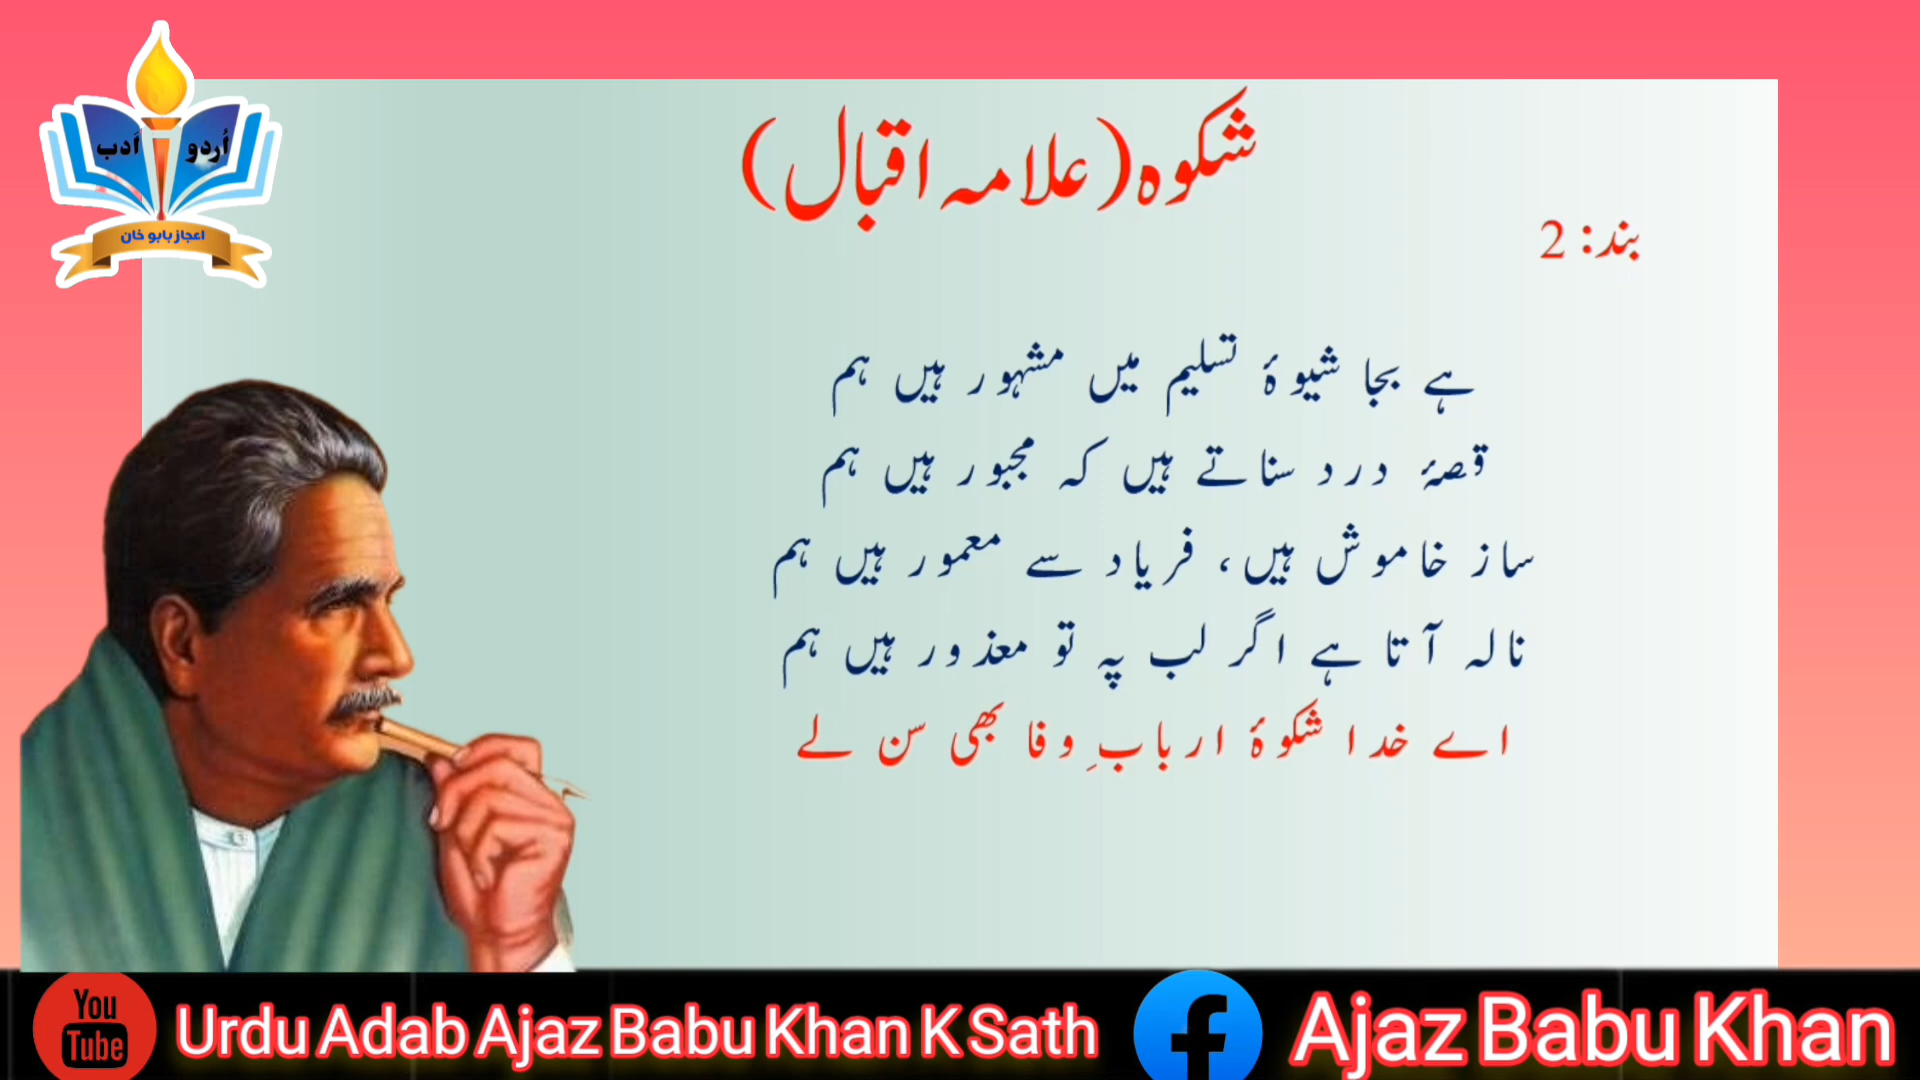 اُردو اَدب
اعجاز بابو خان
شکوہ (علامہ اقبال)
بند: 2
ہے بجا شیوۂ تسلیم میں مشہور ہیں ہم
قصۂ درد سناتے ہیں کہ مجبور ہیں ہم
ساز خاموش ہیں، فریاد سے معمور ہیں ہم
نالہ آتا ہے اگر لب پہ تو معذور ہیں ہم
اے خدا شکوۂ اربابِ وفا بھی سن لے
You
Tube
Urdu Adab Ajaz Babu Khan K Sath
f
Ajaz Babu Khan